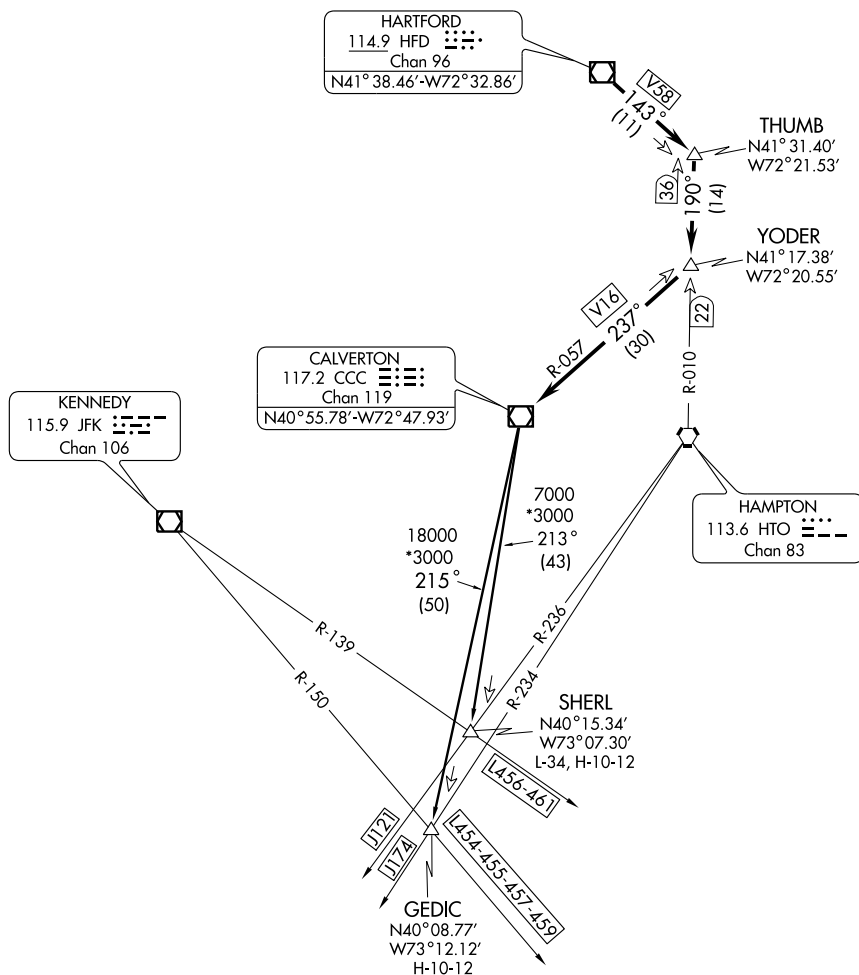 HARTFORD
114.9 HFD
Chan 96
N41° 38.46'-W72° 32.86'
V58
143°
(11)
THUMB
N41° 31.40'
W72° 21.53'
36
190°
(14)
YODER
N41° 17.38'
W72° 20.55'
V16
237°
(30)
R-057
22
R-010
CALVERTON
117.2 CCC
Chan 119
N40° 55.78'-W72° 47.93'
KENNEDY
115.9 JFK
Chan 106
HAMPTON
113.6 HTO
Chan 83
7000
*3000
213°
(43)
18000
*3000
215°
(50)
R-139
R-150
R-236
R-234
SHERL
N40° 15.34'
W73° 07.30'
L-34, H-10-12
L456-461
J121
J174
L454-455-457-459
GEDIC
N40° 08.77'
W73° 12.12'
H-10-12